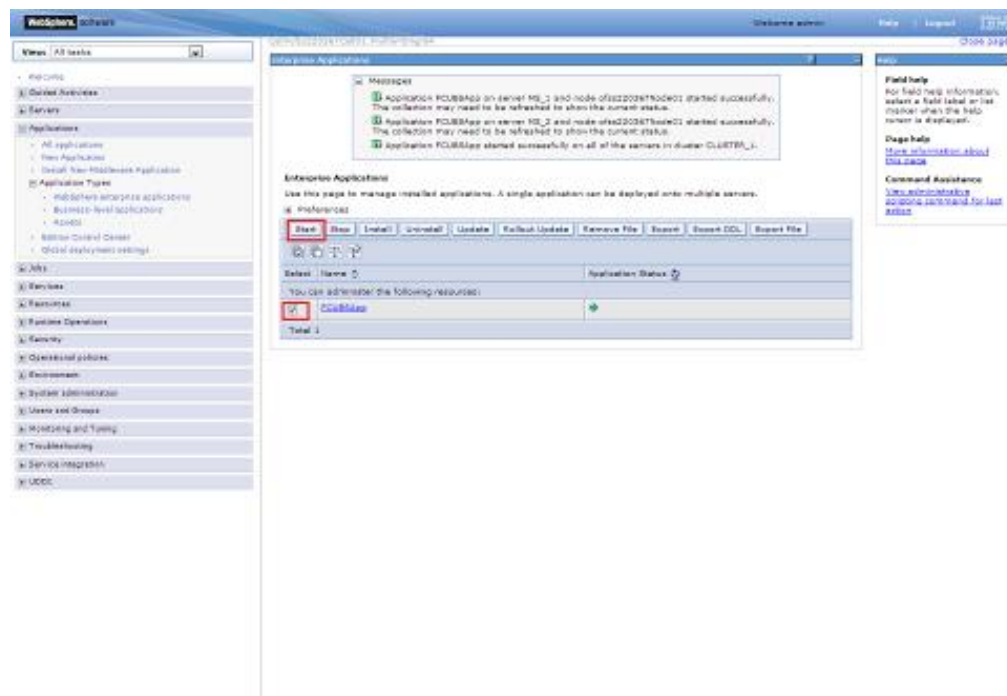 WebSphere. software
Welcome admin
Help | Logout
View: All tasks
Close page
Welcome
Guided Activities
Servers
Applications
All applications
New Application
Install New Middleware Application
Application Types
WebSphere enterprise applications
Business-level applications
Assets
Edition Control Center
Global deployment settings
Jobs
Services
Resources
Runtime Operations
Security
Operational policies
Environment
System administration
Users and Groups
Monitoring and Tuning
Troubleshooting
Service integration
UDDI
Enterprise Applications
Messages
Application FCUBSApp on server MS_1 and node started successfully.
The collection may need to be refreshed to show the current status.
Application FCUBSApp on server MS_2 and node started successfully.
The collection may need to be refreshed to show the current status.
Application FCUBSApp started successfully on all of the servers in cluster CLUSTER_1.
Enterprise Applications
Use this page to manage installed applications. A single application can be deployed onto multiple servers.
Preferences
Start Stop Install Uninstall Update Rollout Update Remove File Export Export DDL Export File
Select Name Application Status
You can administer the following resources:
FCUBSApp
Total 1
Help
Field help
For field help information,
select a field label or list
marker when the help
cursor is displayed.
Page help
More information about
this page
Command Assistance
View administrative
scripting command for last
action